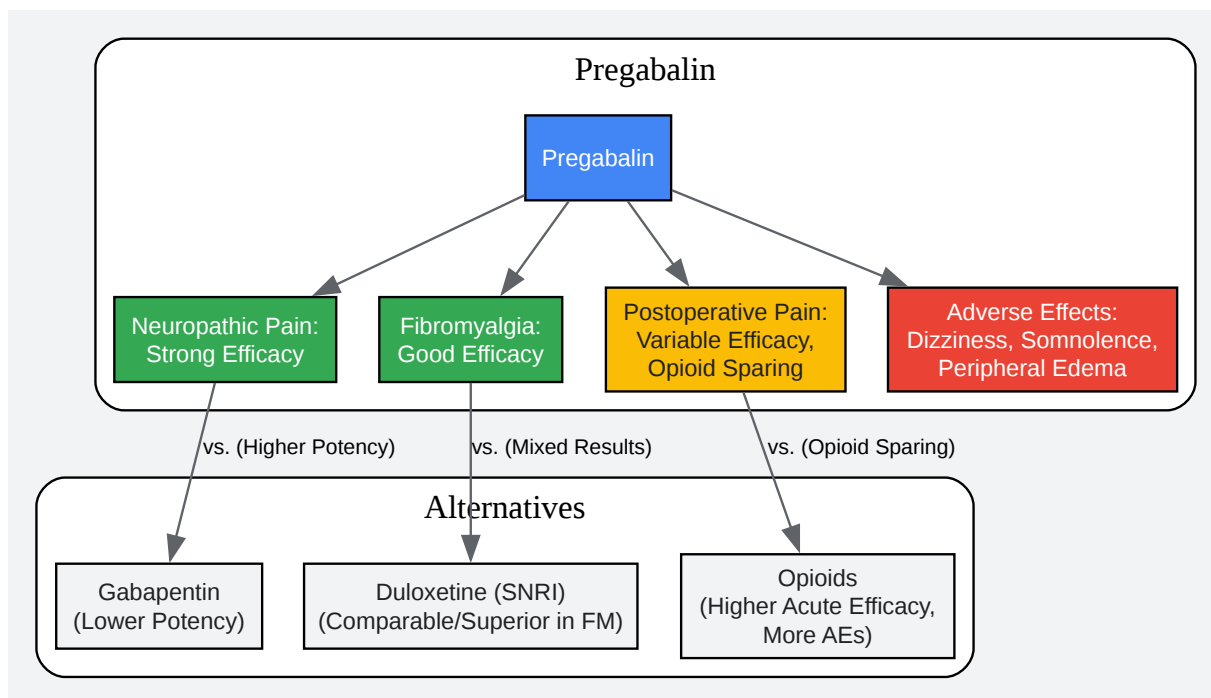 Pregabalin
Pregabalin
Neuropathic Pain:
Strong Efficacy
Fibromyalgia:
Good Efficacy
Postoperative Pain:
Variable Efficacy,
Opioid Sparing
Adverse Effects:
Dizziness, Somnolence,
Peripheral Edema
vs. (Higher Potency)
vs. (Mixed Results)
vs. (Opioid Sparing)
Alternatives
Gabapentin
(Lower Potency)
Duloxetine (SNRI)
(Comparable/Superior in FM)
Opioids
(Higher Acute Efficacy,
More AEs)